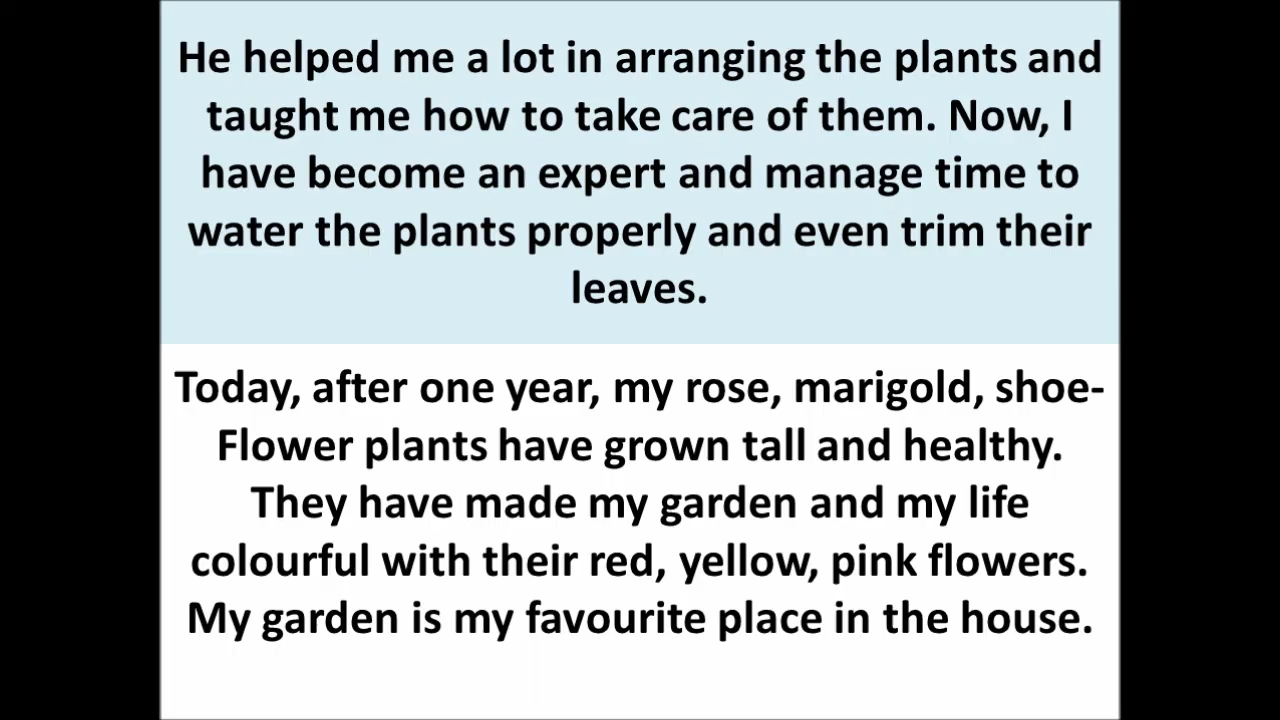 He helped me a lot in arranging the plants and
taught me how to take care of them. Now, I
have become an expert and manage time to
water the plants properly and even trim their
leaves.
Today, after one year, my rose, marigold, shoe-
Flower plants have grown tall and healthy.
They have made my garden and my life
colourful with their red, yellow, pink flowers.
My garden is my favourite place in the house.